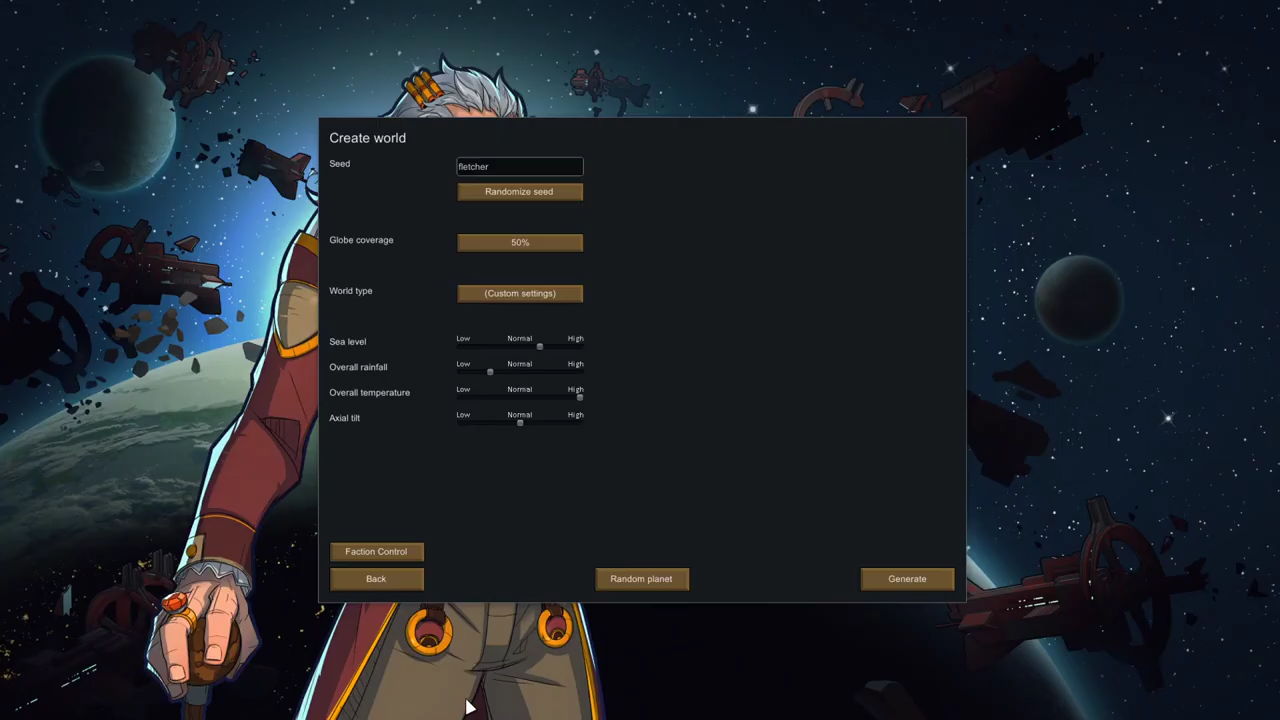 Create world
Seed
fletcher
Randomize seed
Globe coverage
50%
World type
(Custom settings)
Sea level
Low Normal High
Overall rainfall
Low Normal High
Overall temperature
Low Normal High
Axial tilt
Low Normal High
Faction Control
Back
Random planet
Generate